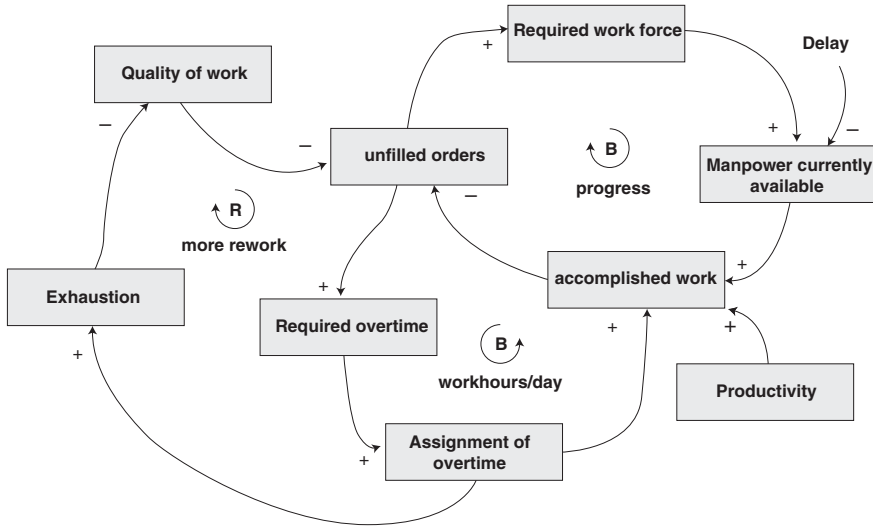 Required work force
+
Delay
Quality of work
–
–
+
–
unfilled orders
B
progress
Manpower currently
available
–
R
more rework
+
accomplished work
Exhaustion
+
+
Required overtime
+
+
B
workhours/day
+
Productivity
Assignment of
overtime
+